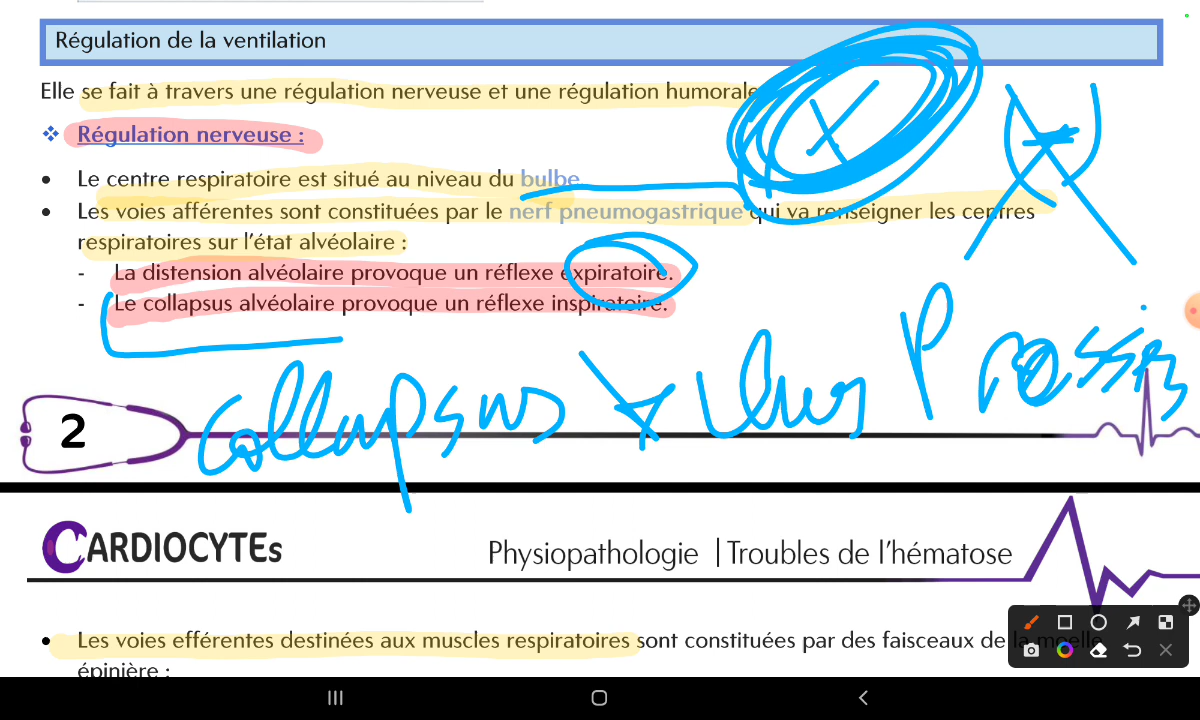 Régulation de la ventilation
Elle se fait à travers une régulation nerveuse et une régulation humorale
❖ Régulation nerveuse :
• Le centre respiratoire est situé au niveau du bulbe
• Les voies afférentes sont constituées par le nerf pneumogastrique qui va renseigner les centres
respiratoires sur l'état alvéolaire :
- La distension alvéolaire provoque un réflexe expiratoire.
- Le collapsus alvéolaire provoque un réflexe inspiratoire.
collapsus
2
CARDIOCYTEs
Physiopathologie | Troubles de l'hématose
• Les voies efférentes destinées aux muscles respiratoires sont constituées par des faisceaux de la moelle
épinière :